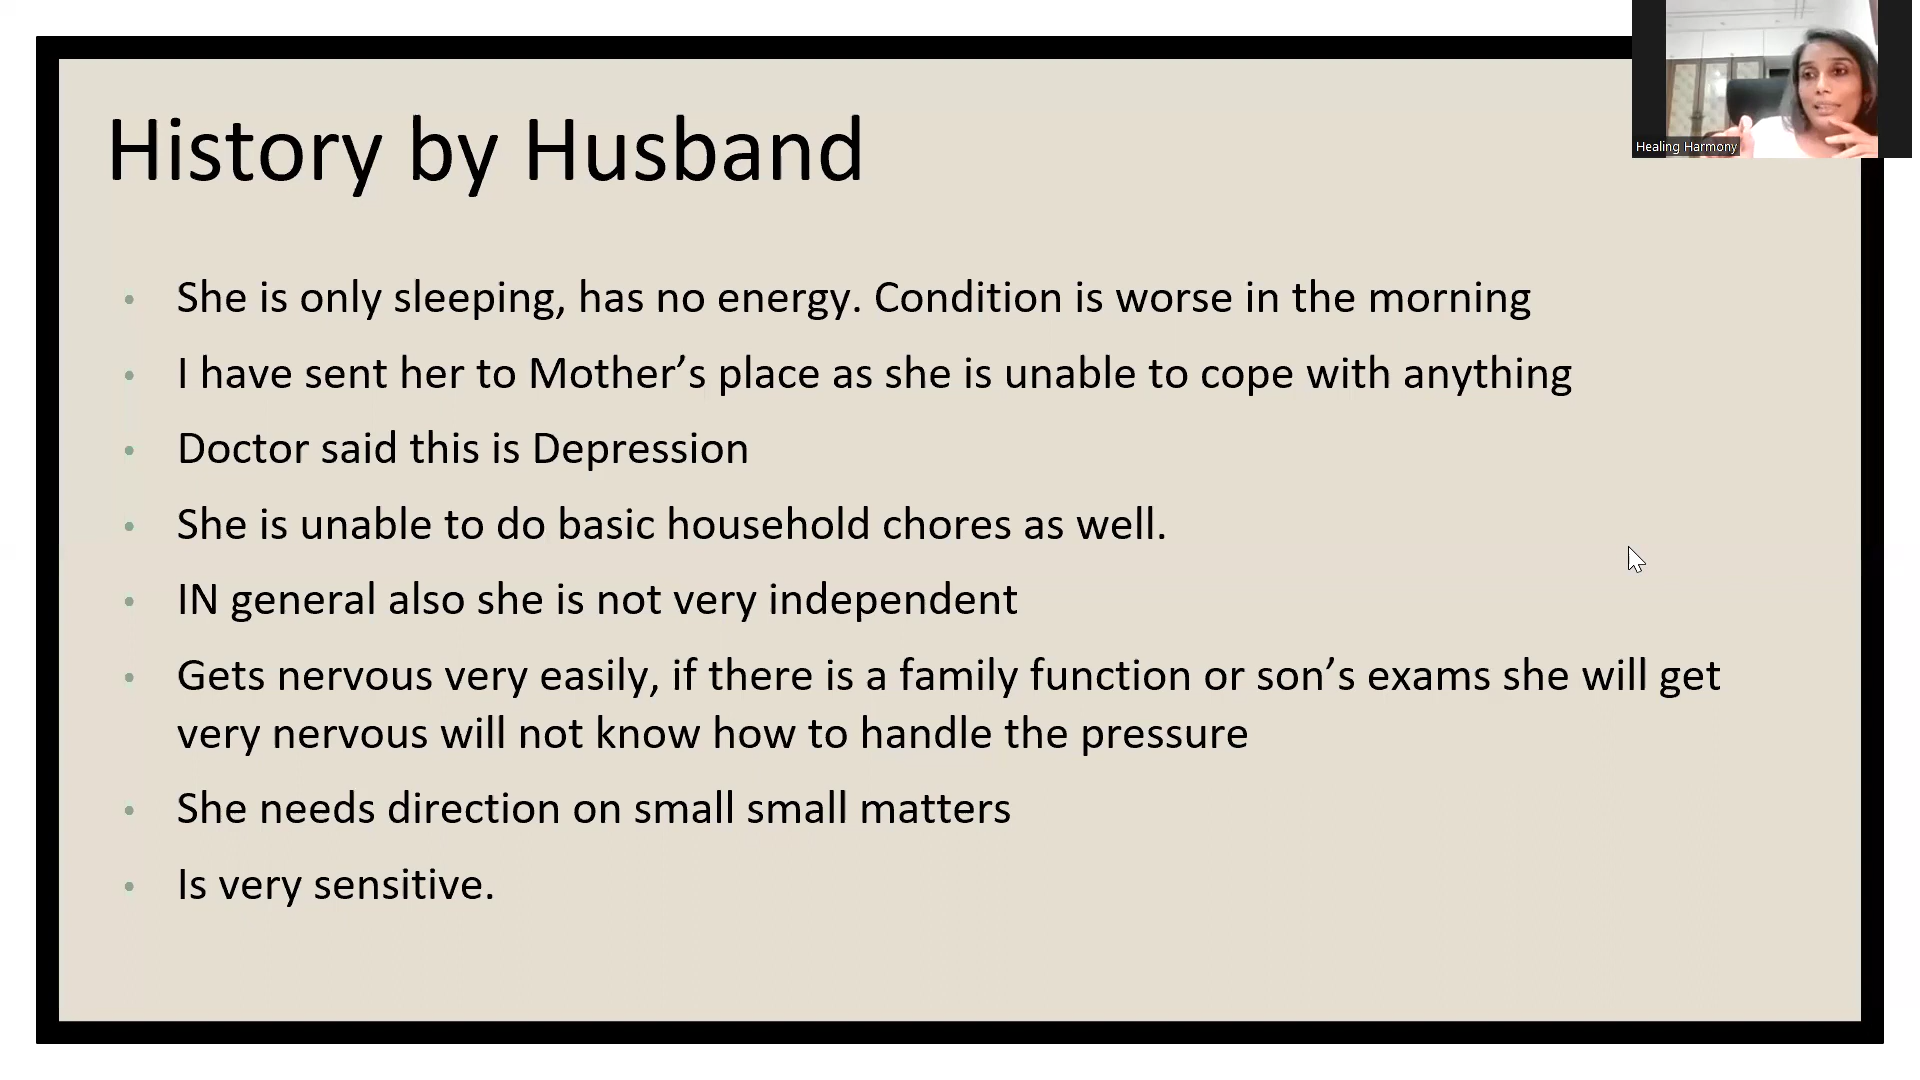 Healing Harmony
History by Husband
She is only sleeping, has no energy. Condition is worse in the morning
I have sent her to Mother’s place as she is unable to cope with anything
Doctor said this is Depression
She is unable to do basic household chores as well.
IN general also she is not very independent
Gets nervous very easily, if there is a family function or son’s exams she will get
very nervous will not know how to handle the pressure
She needs direction on small small matters
Is very sensitive.